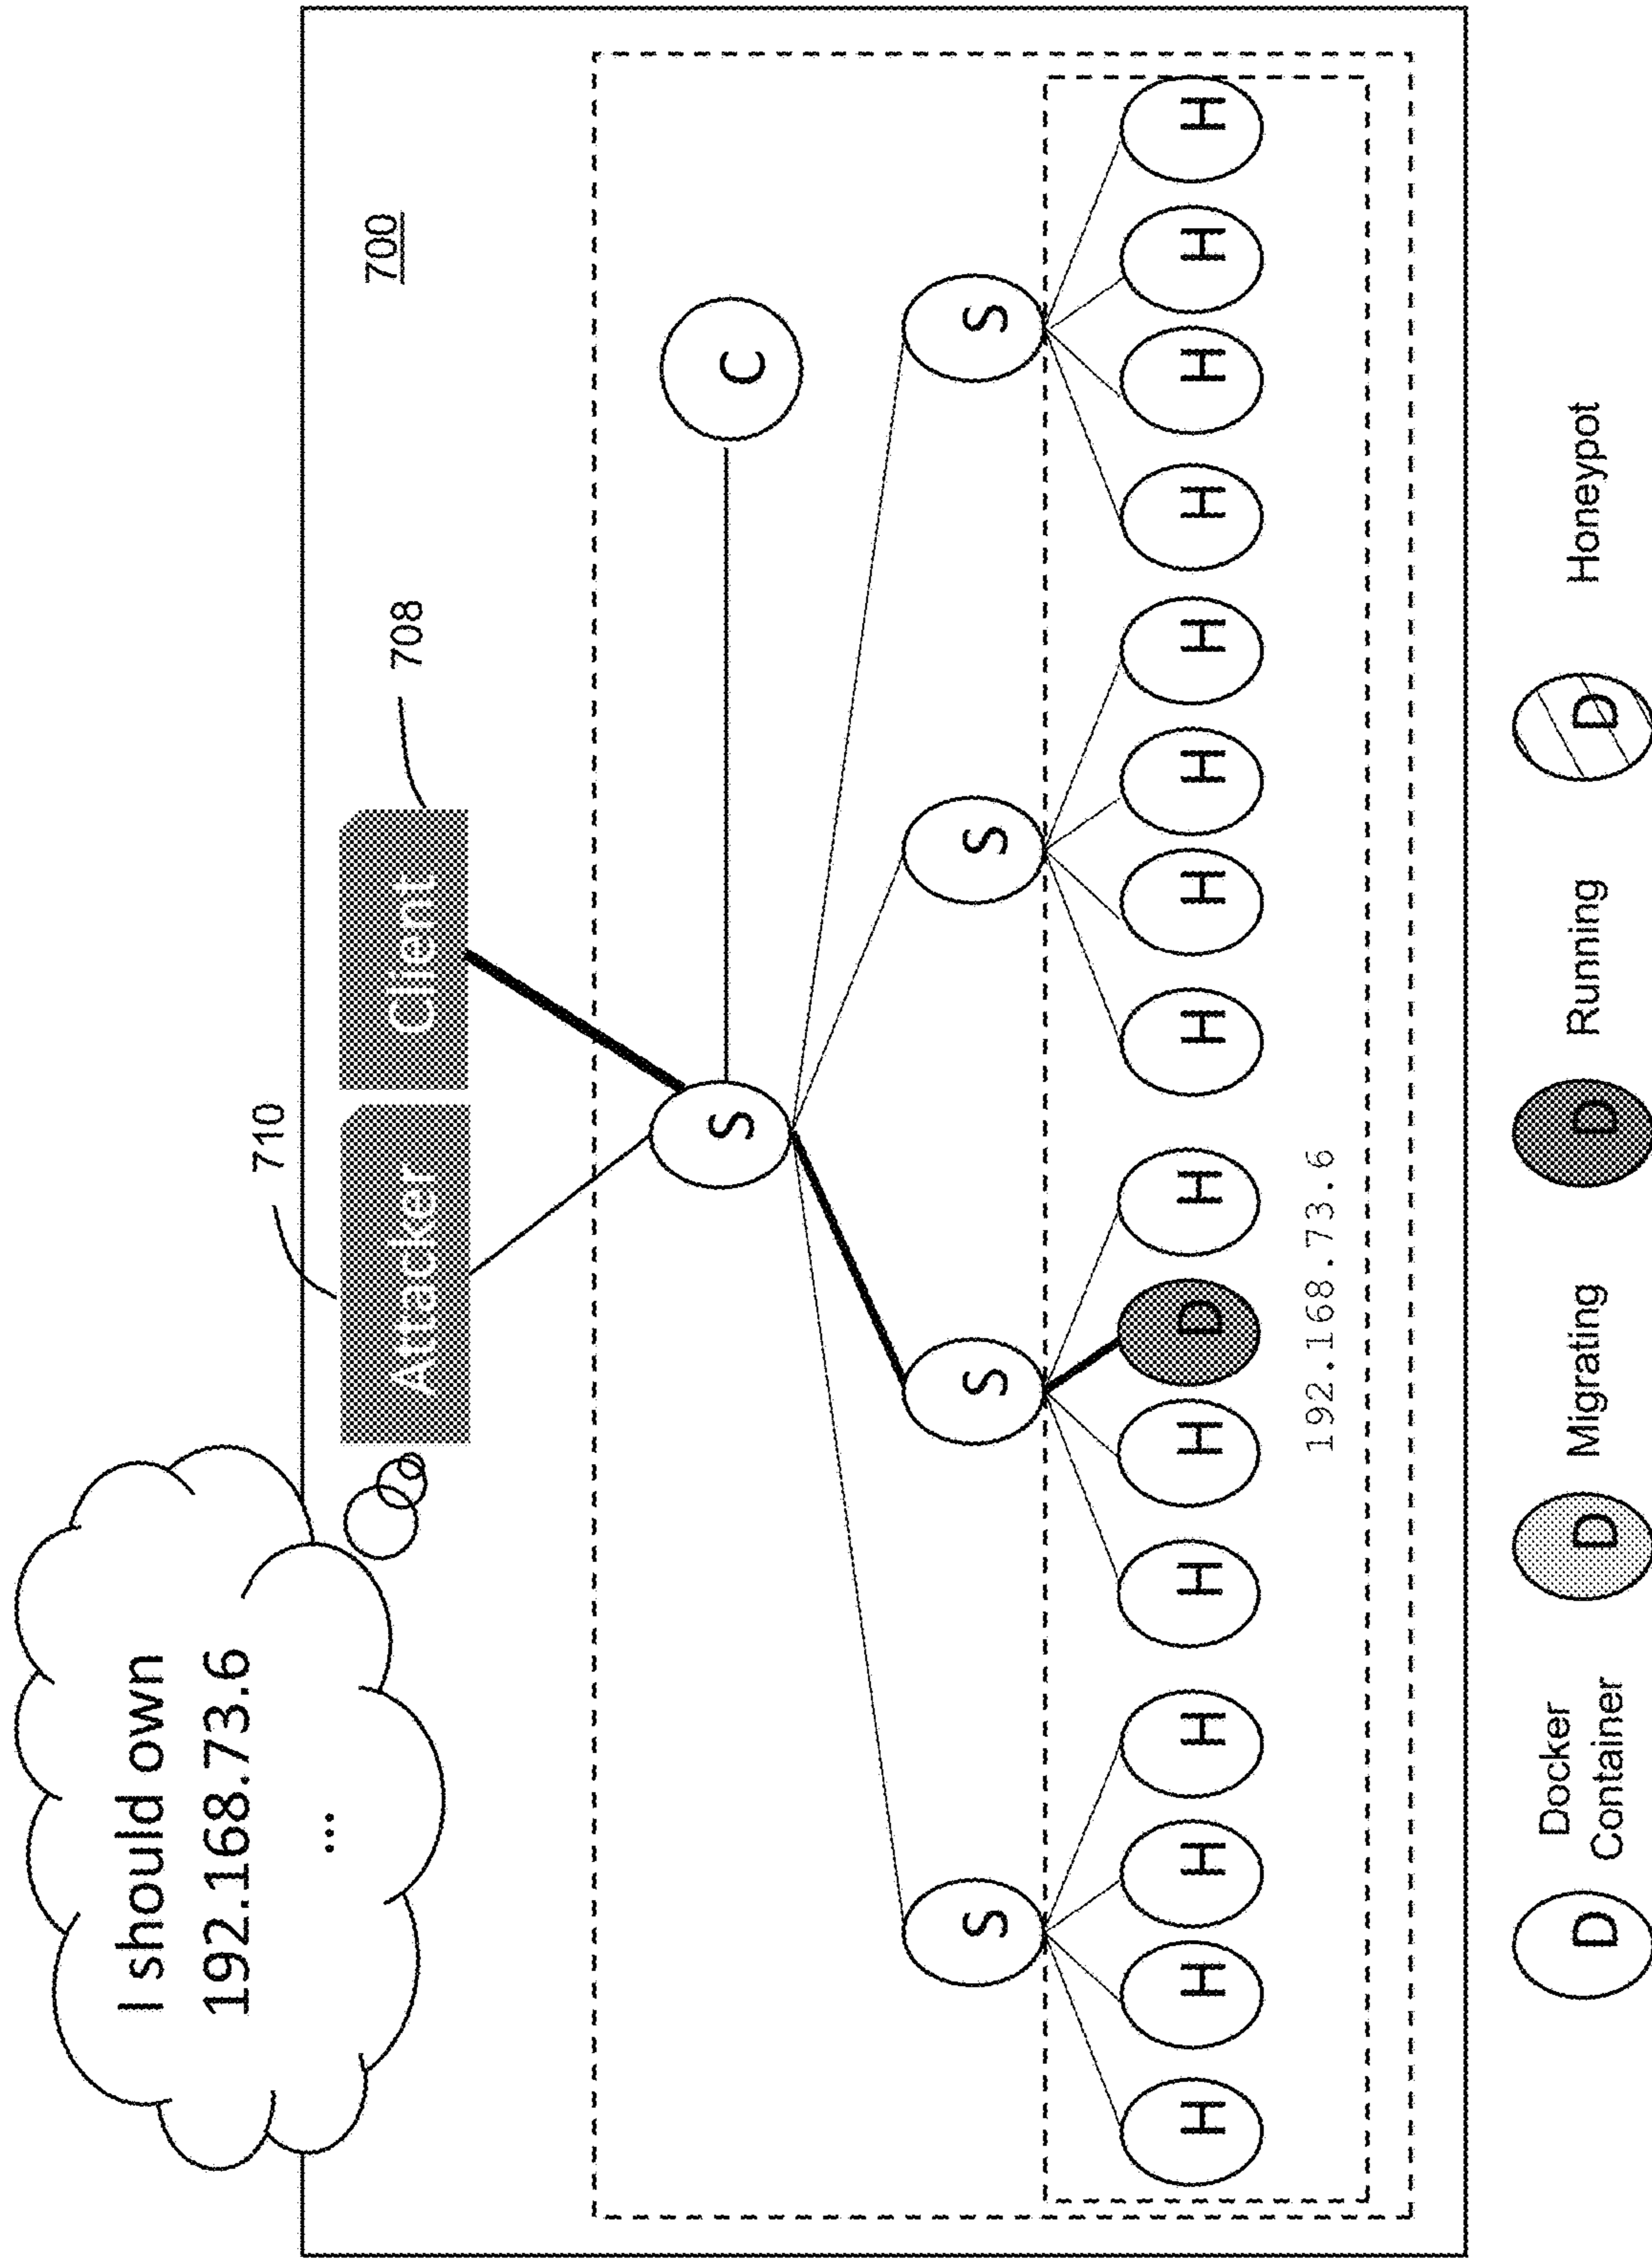 I should own
192.168.73.6
...
710
708
700
Attacker
Client
S
C
S S S S
H H H H H H D H H H H H H H H H
192.168.73.6
D Docker
Container
D Migrating
D Running
D Honeypot